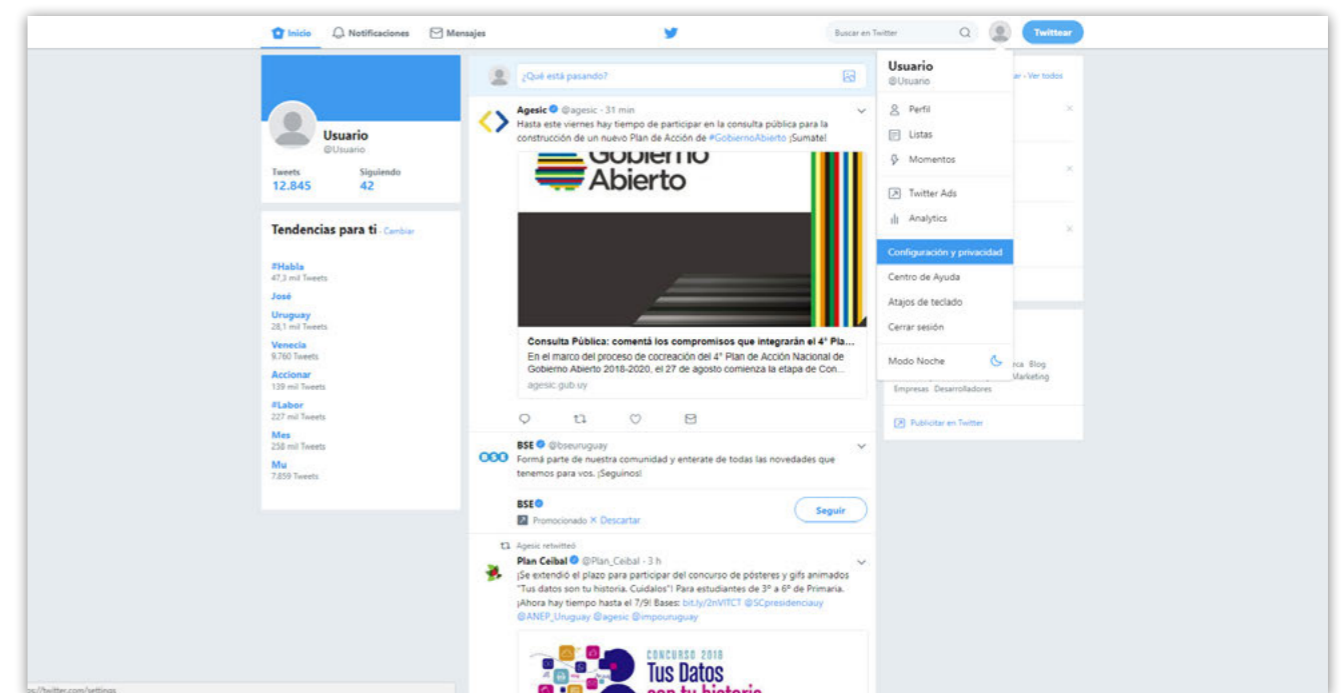 Inicio
Notificaciones
Mensajes
Buscar en Twitter
Twittear
Usuario
@Usuario
Tweets
Siguiendo
12.845
42
Tendencias para ti · Cambiar
#Habla
47,3 mil Tweets
José
Uruguay
28,1 mil Tweets
Venecia
9.760 Tweets
Accionar
139 mil Tweets
#Labor
227 mil Tweets
Mes
258 mil Tweets
Mu
7.859 Tweets
¿Qué está pasando?
Agesic @agesic · 31 min
Hasta este viernes hay tiempo de participar en la consulta pública para la
construcción de un nuevo Plan de Acción de #GobiernoAbierto ¡Sumate!
Gobierno
Abierto
Consulta Pública: comentá los compromisos que integrarán el 4° Pla...
En el marco del proceso de cocreación del 4° Plan de Acción Nacional de
Gobierno Abierto 2018-2020, el 27 de agosto comienza la etapa de Con...
agesic.gub.uy
BSE @bseuruguay
Formá parte de nuestra comunidad y enterate de todas las novedades que
tenemos para vos. ¡Seguinos!
BSE
Promocionado × Descartar
Seguir
Agesic retwitteó
Plan Ceibal @Plan_Ceibal · 3 h
¡Se extendió el plazo para participar del concurso de pósteres y gifs animados
"Tus datos son tu historia. Cuidalos"! Para estudiantes de 3° a 6° de Primaria.
¡Ahora hay tiempo hasta el 7/9! Bases: bit.ly/2nVITCT @SCpresidenciauy
@ANEP_Uruguay @agesic @impouruguay
CONCURSO 2018
Tus Datos
son tu historia
Usuario
@Usuario
Perfil
Listas
Momentos
Twitter Ads
Analytics
Configuración y privacidad
Centro de Ayuda
Atajos de teclado
Cerrar sesión
Modo Noche
· Ver todos
Blog
Marketing
Empresas Desarrolladores
Publicitar en Twitter
://twitter.com/settings